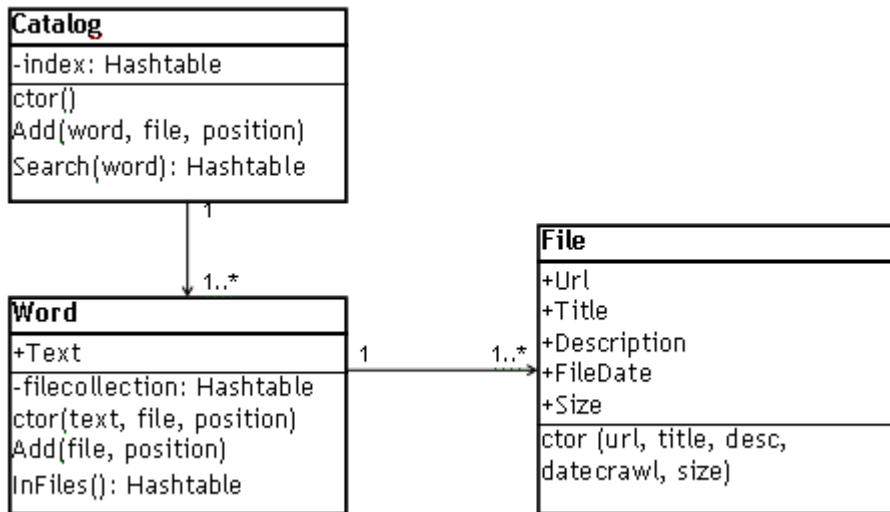 Catalog
-index: Hashtable
ctor()
Add(word, file, position)
Search(word): Hashtable
1
1..*
Word
+Text
-filecollection: Hashtable
ctor(text, file, position)
Add(file, position)
InFiles(): Hashtable
1
1..*
File
+Url
+Title
+Description
+FileDate
+Size
ctor (url, title, desc,
datecrawl, size)